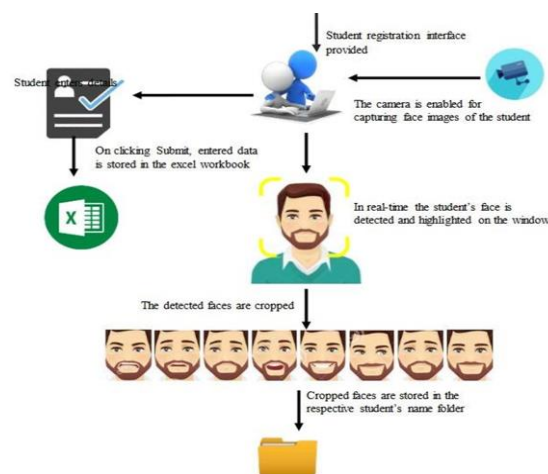 Student registration interface
provided
Student enters details
The camera is enabled for
capturing face images of the student
On clicking Submit, entered data
is stored in the excel workbook
X
In real-time the student's face is
detected and highlighted on the window
The detected faces are cropped
Cropped faces are stored in the
respective student's name folder